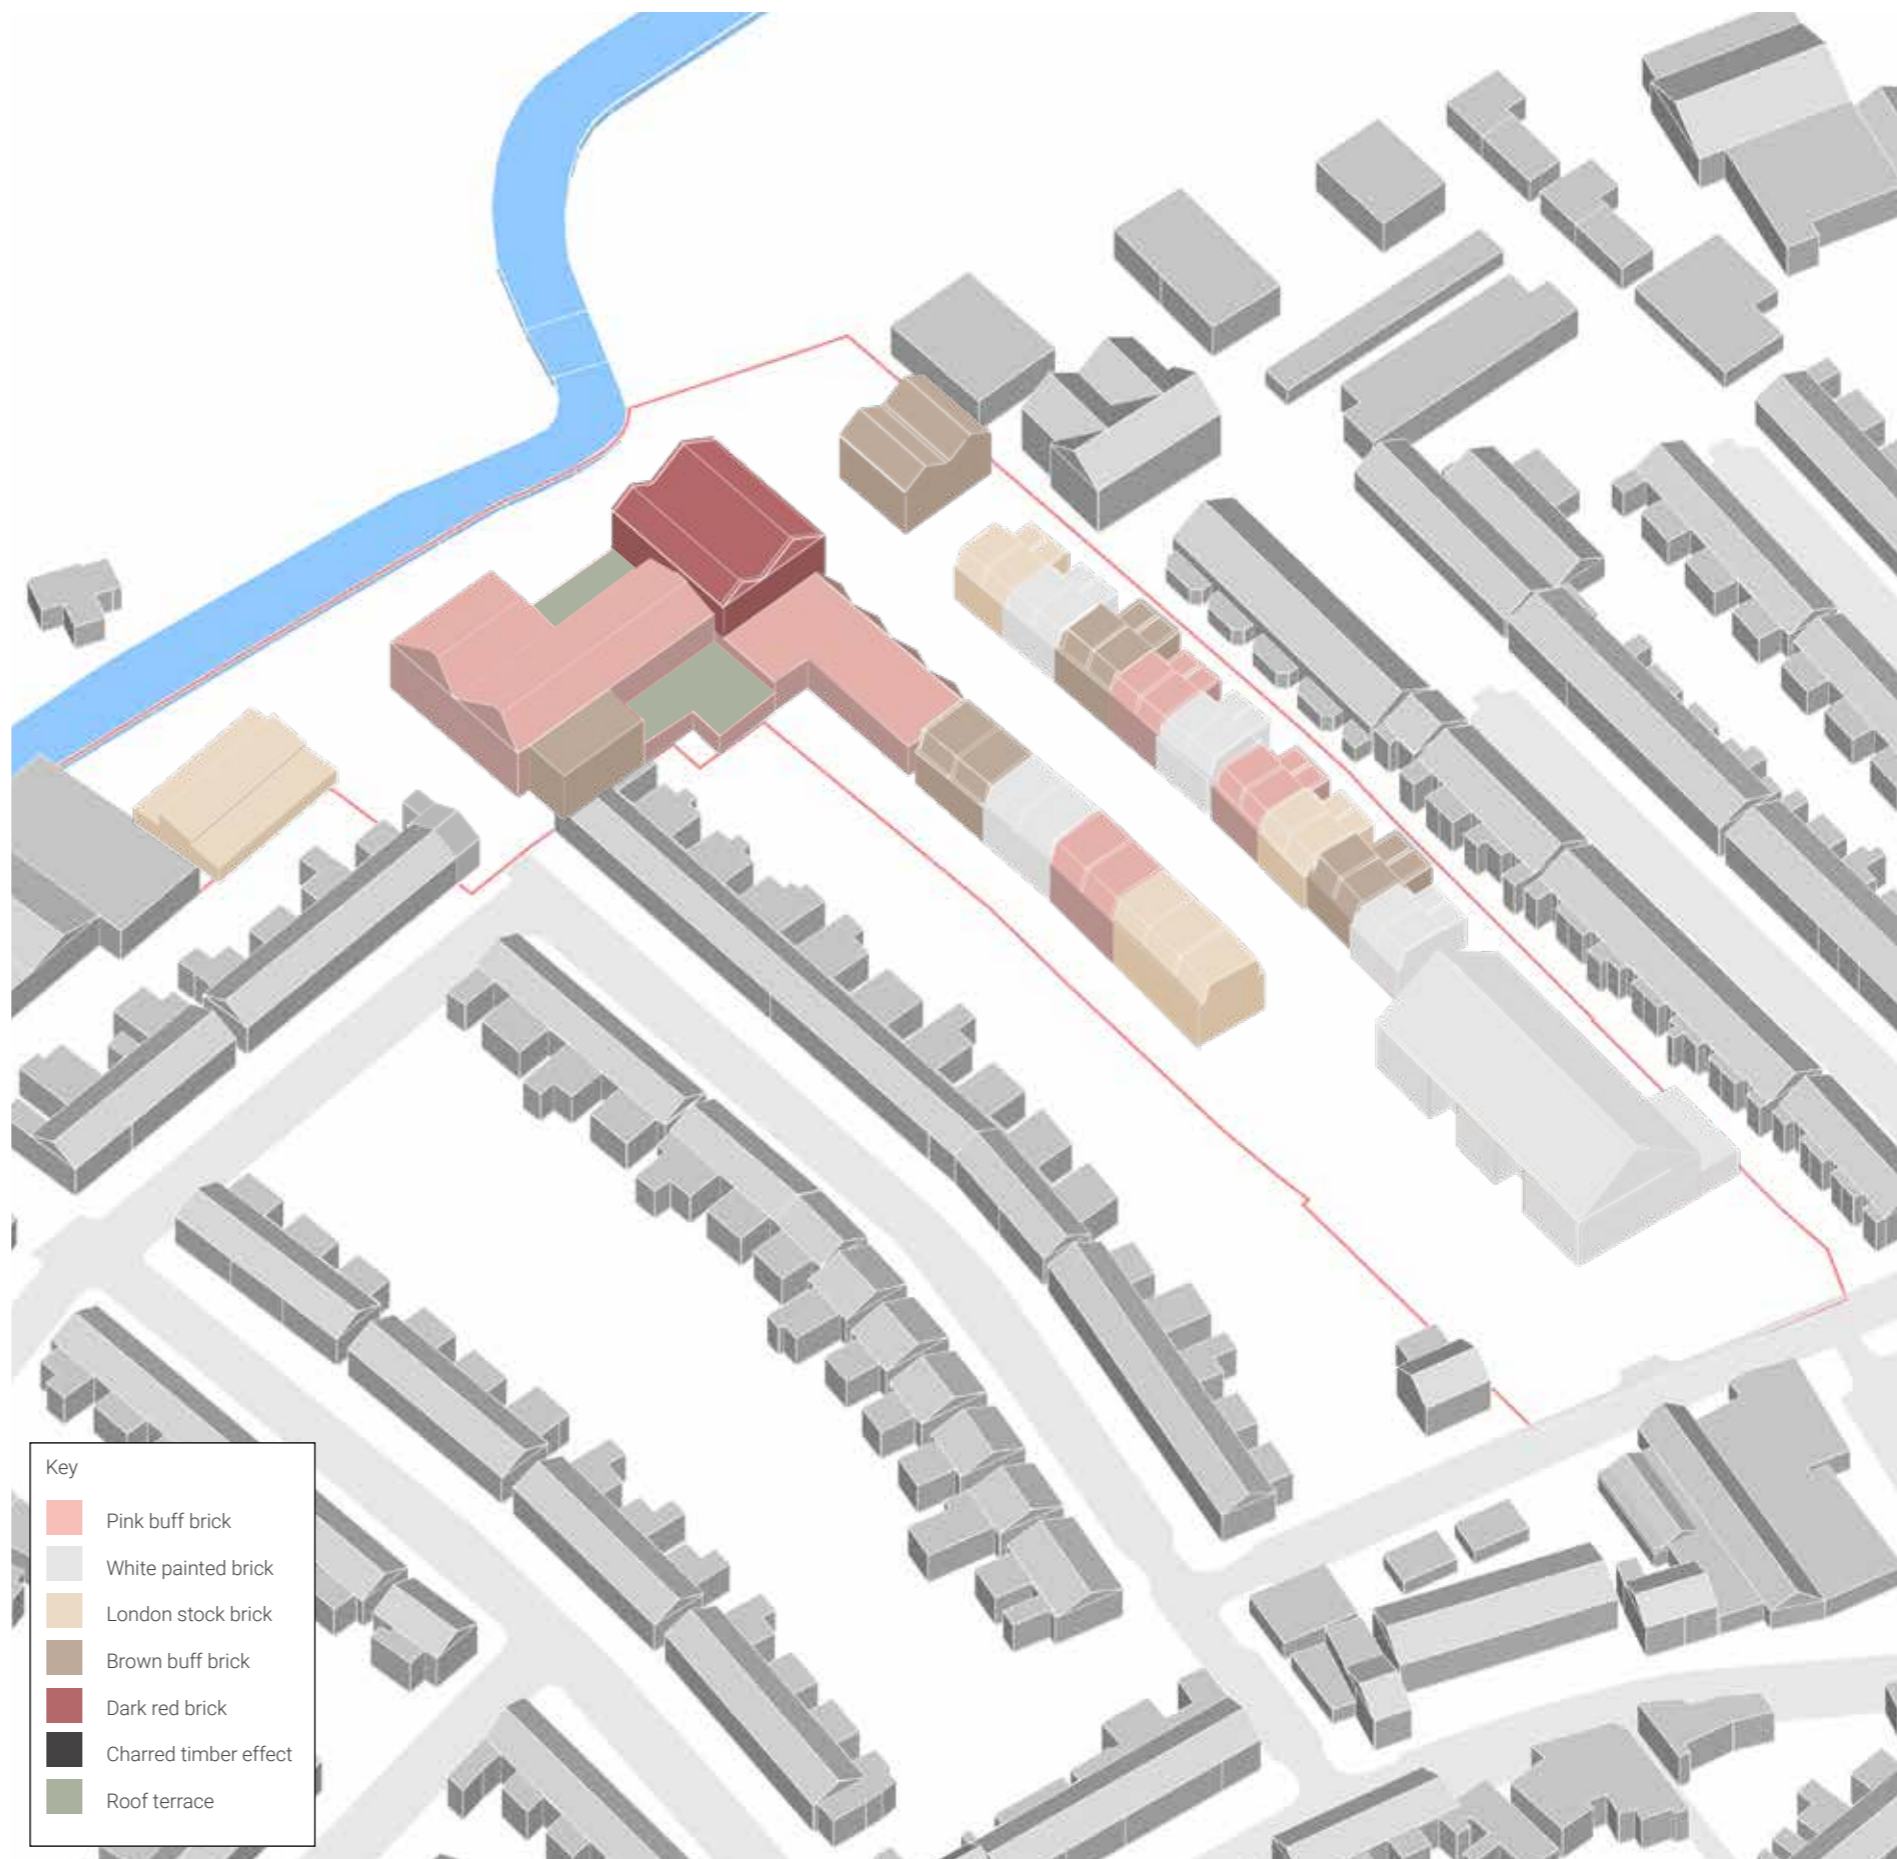 Key
Pink buff brick
White painted brick
London stock brick
Brown buff brick
Dark red brick
Charred timber effect
Roof terrace